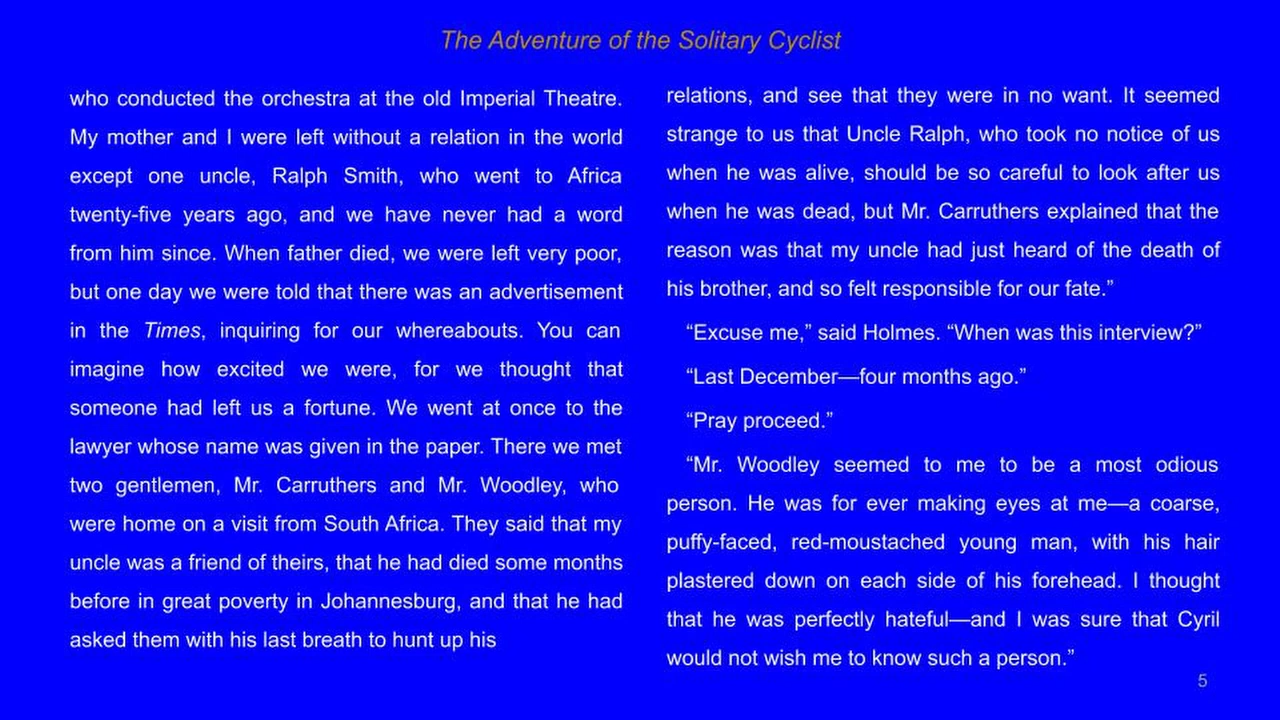 The Adventure of the Solitary Cyclist
who conducted the orchestra at the old Imperial Theatre.
My mother and I were left without a relation in the world
except one uncle, Ralph Smith, who went to Africa
twenty-five years ago, and we have never had a word
from him since. When father died, we were left very poor,
but one day we were told that there was an advertisement
in the Times, inquiring for our whereabouts. You can
imagine how excited we were, for we thought that
someone had left us a fortune. We went at once to the
lawyer whose name was given in the paper. There we met
two gentlemen, Mr. Carruthers and Mr. Woodley, who
were home on a visit from South Africa. They said that my
uncle was a friend of theirs, that he had died some months
before in great poverty in Johannesburg, and that he had
asked them with his last breath to hunt up his
relations, and see that they were in no want. It seemed
strange to us that Uncle Ralph, who took no notice of us
when he was alive, should be so careful to look after us
when he was dead, but Mr. Carruthers explained that the
reason was that my uncle had just heard of the death of
his brother, and so felt responsible for our fate.”
“Excuse me,” said Holmes. “When was this interview?”
“Last December—four months ago.”
“Pray proceed.”
“Mr. Woodley seemed to me to be a most odious
person. He was for ever making eyes at me—a coarse,
puffy-faced, red-moustached young man, with his hair
plastered down on each side of his forehead. I thought
that he was perfectly hateful—and I was sure that Cyril
would not wish me to know such a person.”
5